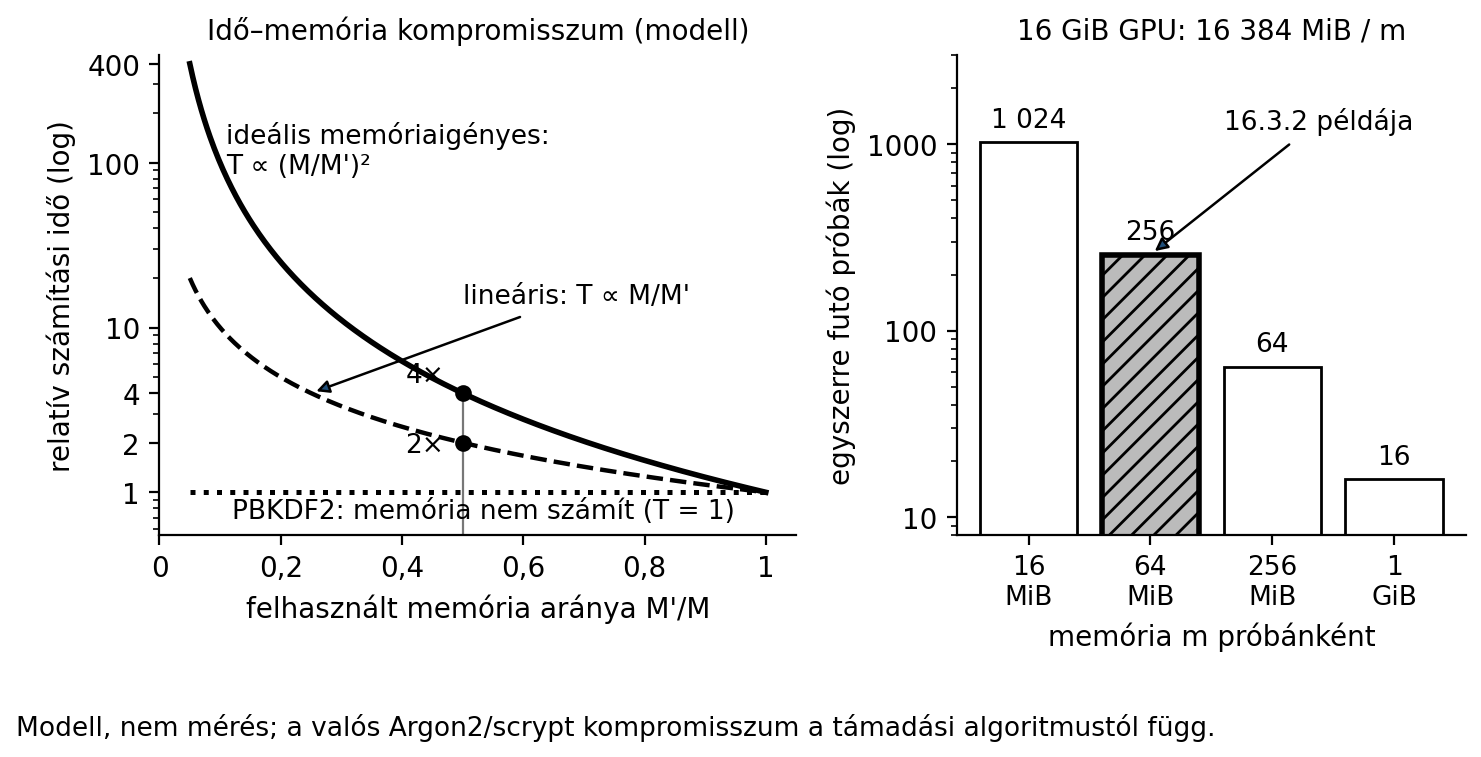 Idő–memória kompromisszum (modell)
relatív számítási idő (log)
400
100
10
4
2
1
ideális memóriaigényes:
T ∝ (M/M')²
lineáris: T ∝ M/M'
4×
2×
PBKDF2: memória nem számít (T = 1)
0
0,2
0,4
0,6
0,8
1
felhasznált memória aránya M'/M
16 GiB GPU: 16 384 MiB / m
egyszerre futó próbák (log)
1000
100
10
1 024
16.3.2 példája
256
64
16
16
MiB
64
MiB
256
MiB
1
GiB
memória m próbánként
Modell, nem mérés; a valós Argon2/scrypt kompromisszum a támadási algoritmustól függ.